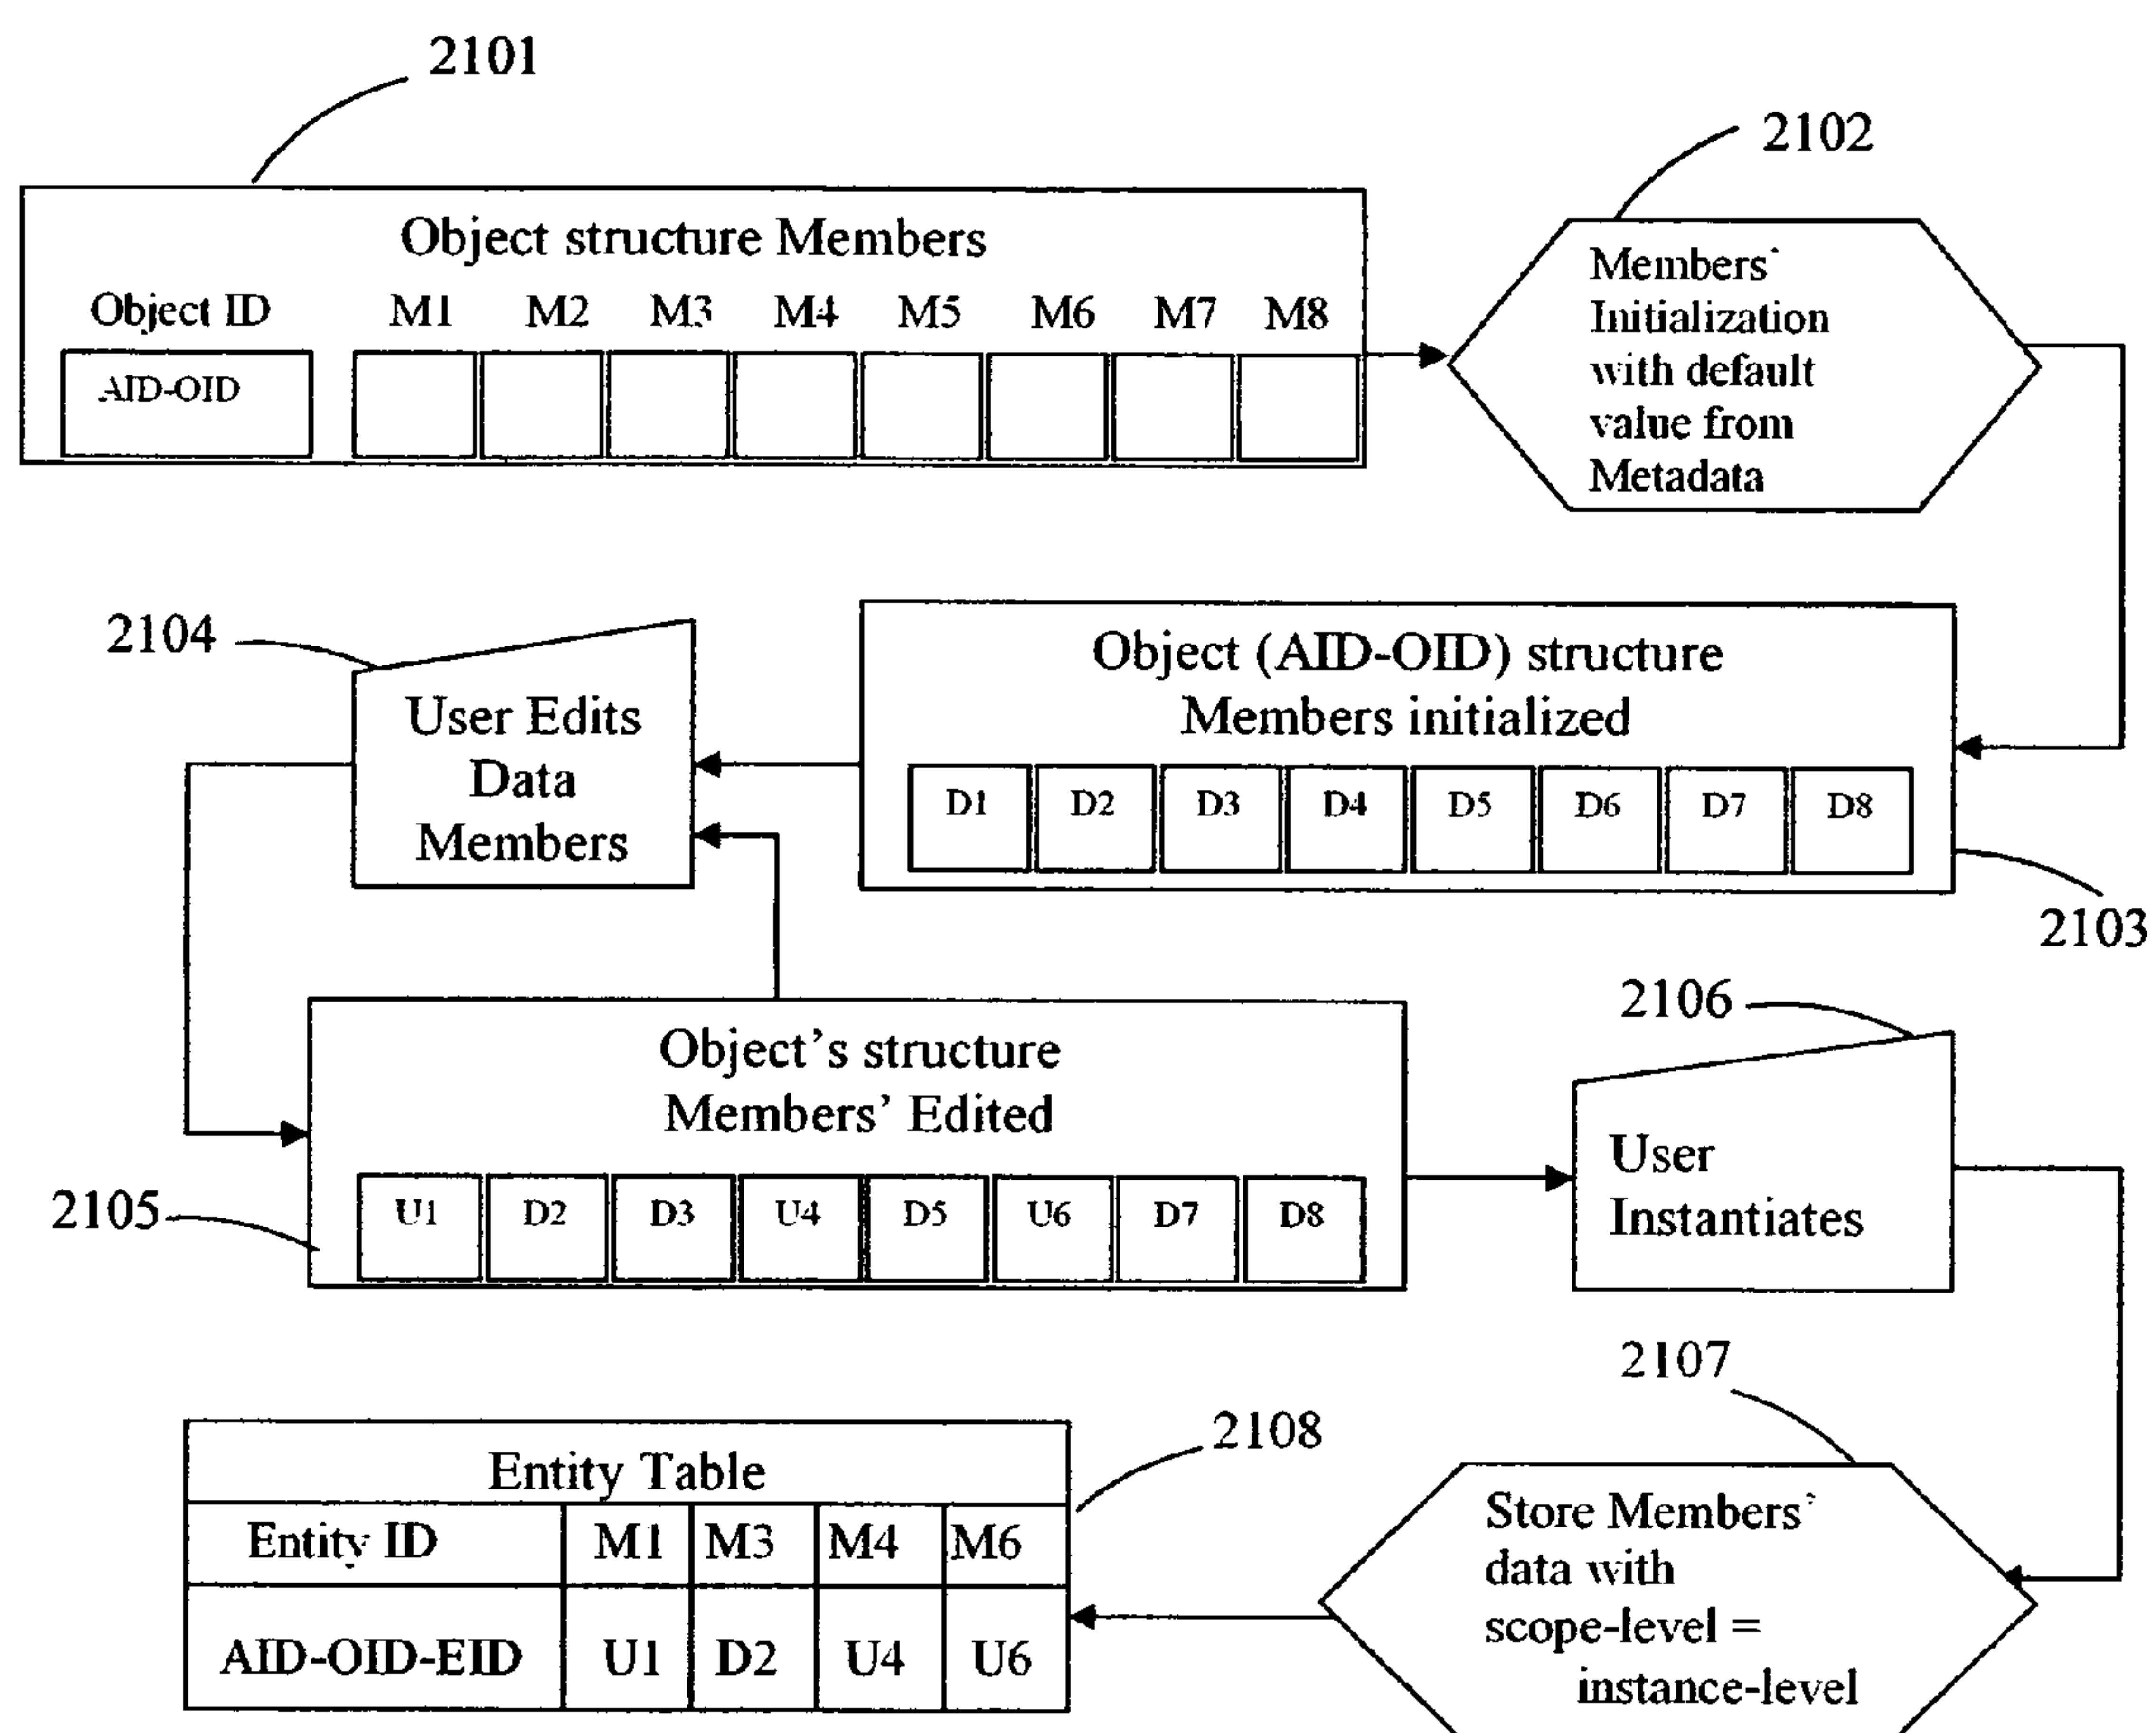 2101
2102
Object structure Members
Object ID M1 M2 M3 M4 M5 M6 M7 M8
AID-OID
Members'
Initialization
with default
value from
Metadata
2104
User Edits
Data
Members
Object (AID-OID) structure
Members initialized
D1 D2 D3 D4 D5 D6 D7 D8
2103
2105
Object's structure
Members' Edited
U1 D2 D3 U4 D5 U6 D7 D8
2106
User
Instantiates
2107
Store Members'
data with
scope-level =
instance-level
2108
Entity Table
Entity ID M1 M3 M4 M6
AID-OID-EID U1 D2 U4 U6